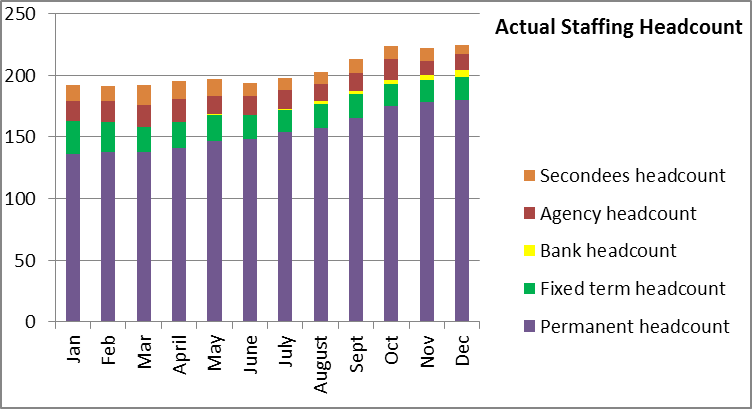 Actual Staffing Headcount
250
200
150
100
50
0
Jan
Feb
Mar
April
May
June
July
August
Sept
Oct
Nov
Dec
Secondees headcount
Agency headcount
Bank headcount
Fixed term headcount
Permanent headcount